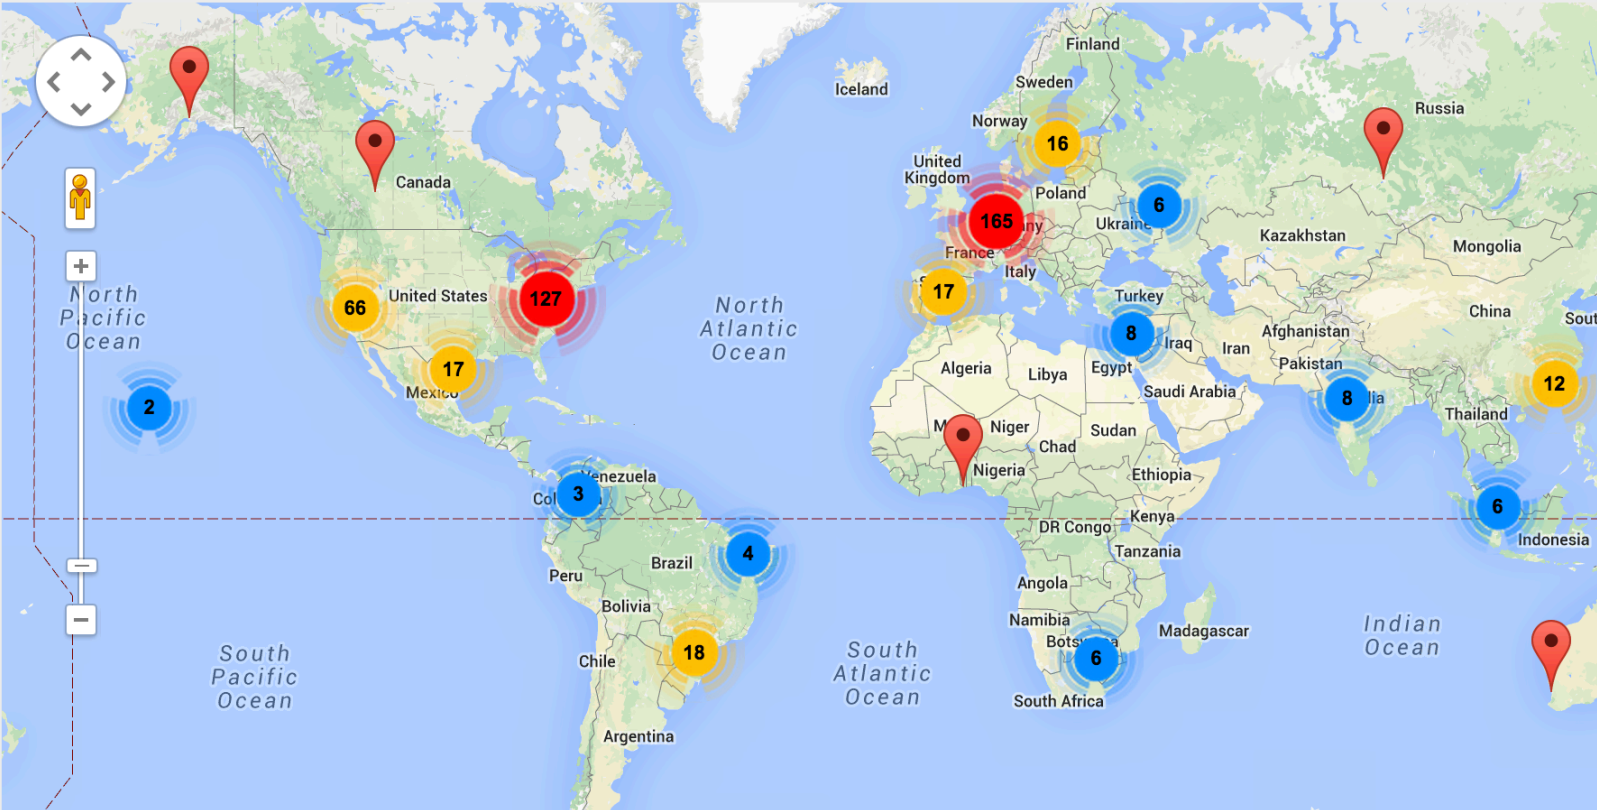 Finland
Sweden
Iceland
Russia
Norway
16
United
Kingdom
Canada
Poland
165
6
Ukraine
Kazakhstan
Mongolia
France
Italy
North
Pacific
Ocean
66
United States
127
17
Turkey
China
North
Atlantic
Ocean
8
Iraq
Iran
Afghanistan
Pakistan
17
Mexico
Algeria
Libya
Egypt
Saudi Arabia
12
2
8
Thailand
Niger
Chad
Sudan
Nigeria
Ethiopia
3
Venezuela
6
Indonesia
DR Congo
Kenya
Tanzania
4
Brazil
Peru
Angola
Bolivia
Namibia
Madagascar
Indian
Ocean
18
Chile
6
South
Pacific
Ocean
South
Atlantic
Ocean
South Africa
Argentina